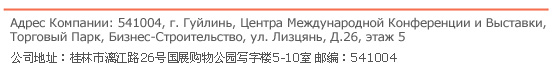 Адрес Компании: 541004, г. Гуйлинь, Центра Международной Конференции и Выставки,
Торговый Парк, Бизнес-Строительство, ул. Лизцянь, Д.26, этаж 5
公司地址：桂林市漓江路26号国展购物公园写字楼5-10室 邮编：541004